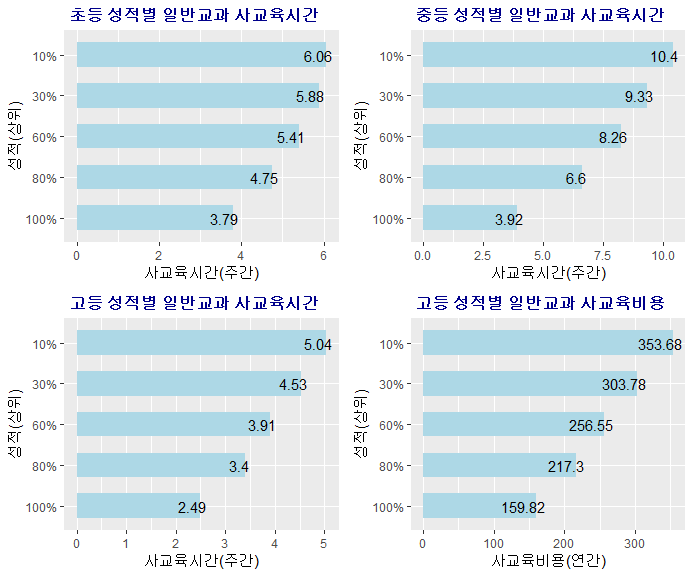 초등 성적별 일반교과 사교육시간
성적(상위)
10%
6.06
30%
5.88
60%
5.41
80%
4.75
100%
3.79
0 2 4 6
사교육시간(주간)
중등 성적별 일반교과 사교육시간
성적(상위)
10%
10.4
30%
9.33
60%
8.26
80%
6.6
100%
3.92
0.0 2.5 5.0 7.5 10.0
사교육시간(주간)
고등 성적별 일반교과 사교육시간
성적(상위)
10%
5.04
30%
4.53
60%
3.91
80%
3.4
100%
2.49
0 1 2 3 4 5
사교육시간(주간)
고등 성적별 일반교과 사교육비용
성적(상위)
10%
353.68
30%
303.78
60%
256.55
80%
217.3
100%
159.82
0 100 200 300
사교육비용(연간)